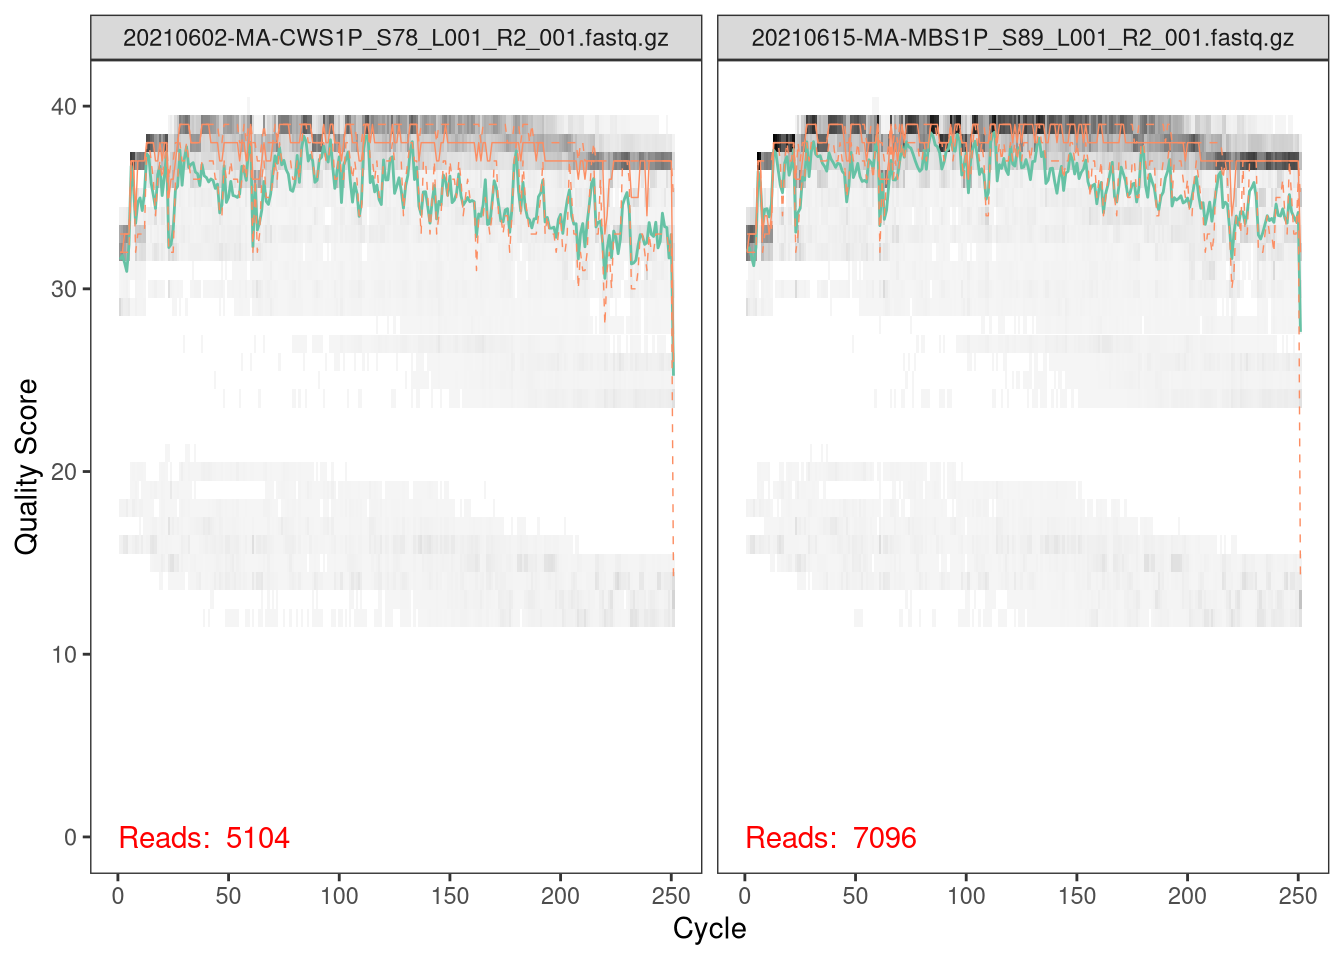 20210602-MA-CWS1P_S78_L001_R2_001.fastq.gz
20210615-MA-MBS1P_S89_L001_R2_001.fastq.gz
40
30
20
10
0
Quality Score
Reads: 5104
Reads: 7096
0 50 100 150 200 250
0 50 100 150 200 250
Cycle